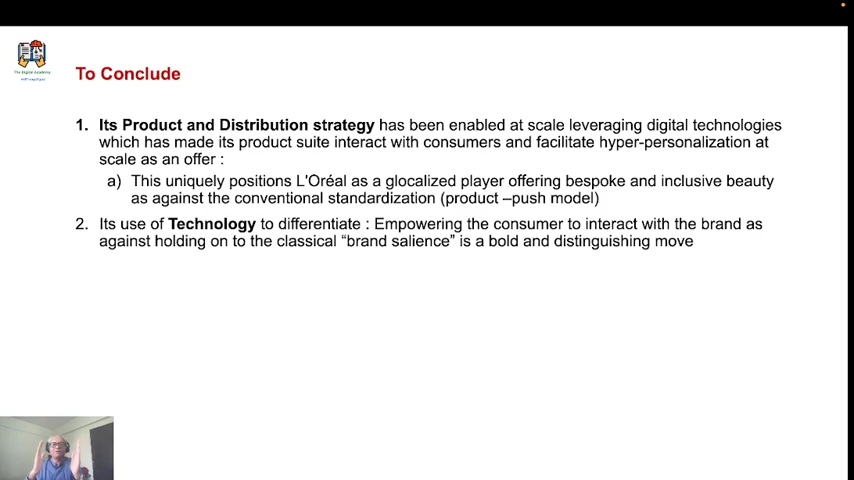 The Digital Academy
To Conclude
1. Its Product and Distribution strategy has been enabled at scale leveraging digital technologies
which has made its product suite interact with consumers and facilitate hyper-personalization at
scale as an offer :
a) This uniquely positions L'Oréal as a glocalized player offering bespoke and inclusive beauty
as against the conventional standardization (product –push model)
2. Its use of Technology to differentiate : Empowering the consumer to interact with the brand as
against holding on to the classical “brand salience” is a bold and distinguishing move